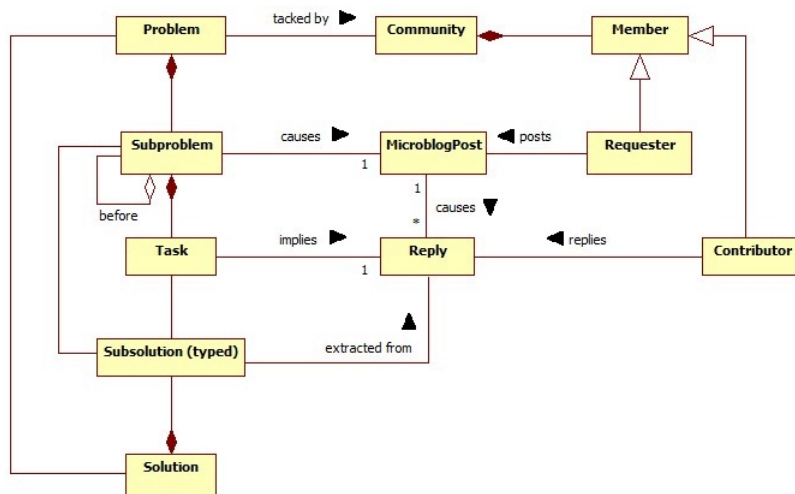 Problem
tacked by
Community
Member
Subproblem
causes
1
MicroblogPost
posts
Requester
before
1
causes
*
Task
implies
1
Reply
replies
Contributor
Subsolution (typed)
extracted from
Solution